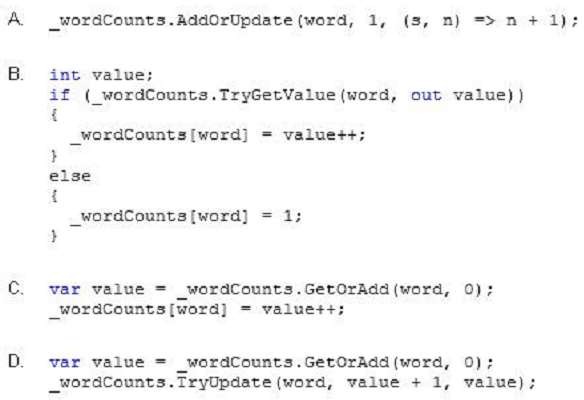 A. _wordCounts.AddOrUpdate(word, 1, (s, n) => n + 1);
B. int value;
if (_wordCounts.TryGetValue(word, out value))
{
_wordCounts[word] = value++;
}
else
{
_wordCounts[word] = 1;
}
C. var value = _wordCounts.GetOrAdd(word, 0);
_wordCounts[word] = value++;
D. var value = _wordCounts.GetOrAdd(word, 0);
_wordCounts.TryUpdate(word, value + 1, value);